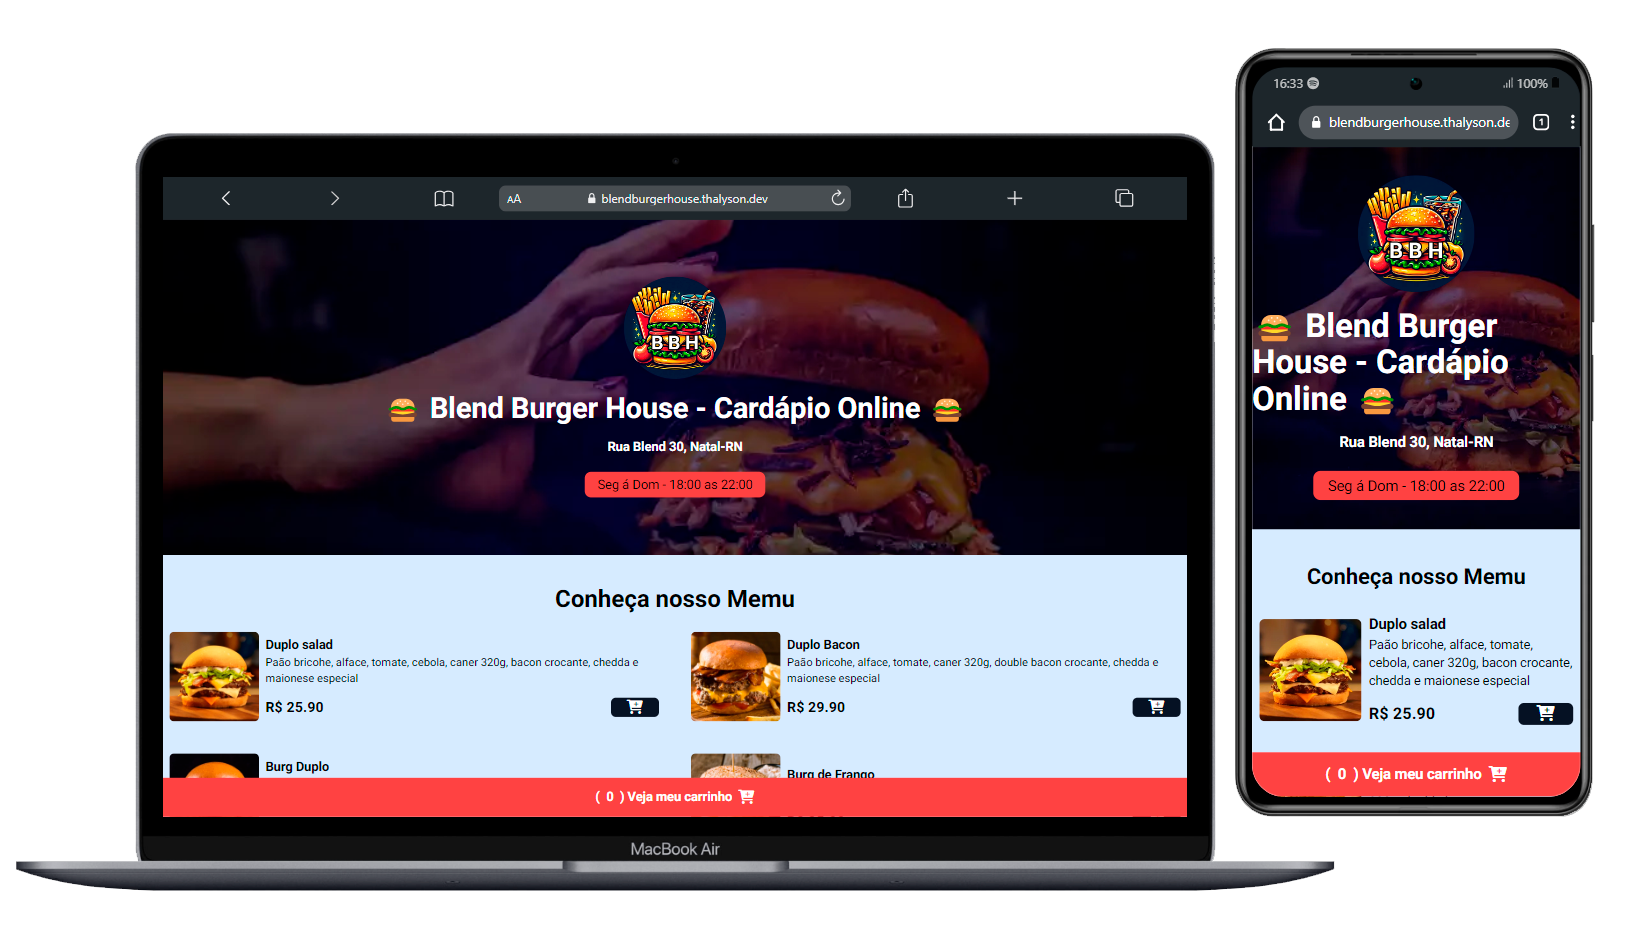 AA
blendburgerhouse.thalyson.dev
B B H
Blend Burger House - Cardápio Online
Rua Blend 30, Natal-RN
Seg á Dom - 18:00 as 22:00
Conheça nosso Memu
Duplo salad
Paão bricohe, alface, tomate, cebola, caner 320g, bacon crocante, chedda e
maionese especial
R$ 25.90
Duplo Bacon
Paão bricohe, alface, tomate, caner 320g, double bacon crocante, chedda e
maionese especial
R$ 29.90
Burg Duplo
Burg de Frango
( 0 ) Veja meu carrinho
MacBook Air
16:33
100%
blendburgerhouse.thalyson.de
1
B B H
Blend Burger
House - Cardápio
Online
Rua Blend 30, Natal-RN
Seg á Dom - 18:00 as 22:00
Conheça nosso Memu
Duplo salad
Paão bricohe, alface, tomate,
cebola, caner 320g, bacon crocante,
chedda e maionese especial
R$ 25.90
( 0 ) Veja meu carrinho